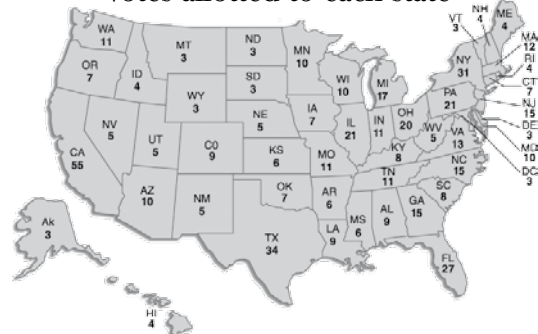 votes allotted to each state
WA
11
OR
7
CA
55
NV
5
ID
4
MT
3
WY
3
UT
5
AZ
10
CO
9
NM
5
ND
3
SD
3
NE
5
KS
6
OK
7
TX
34
MN
10
IA
7
MO
11
AR
6
LA
9
WI
10
IL
21
MI
17
IN
11
OH
20
KY
8
TN
11
MS
6
AL
9
GA
15
FL
27
SC
8
NC
15
VA
13
WV
5
PA
21
NY
31
VT
3
NH
4
ME
4
MA
12
RI
4
CT
7
NJ
15
DE
3
MD
10
DC
3
Ak
3
HI
4